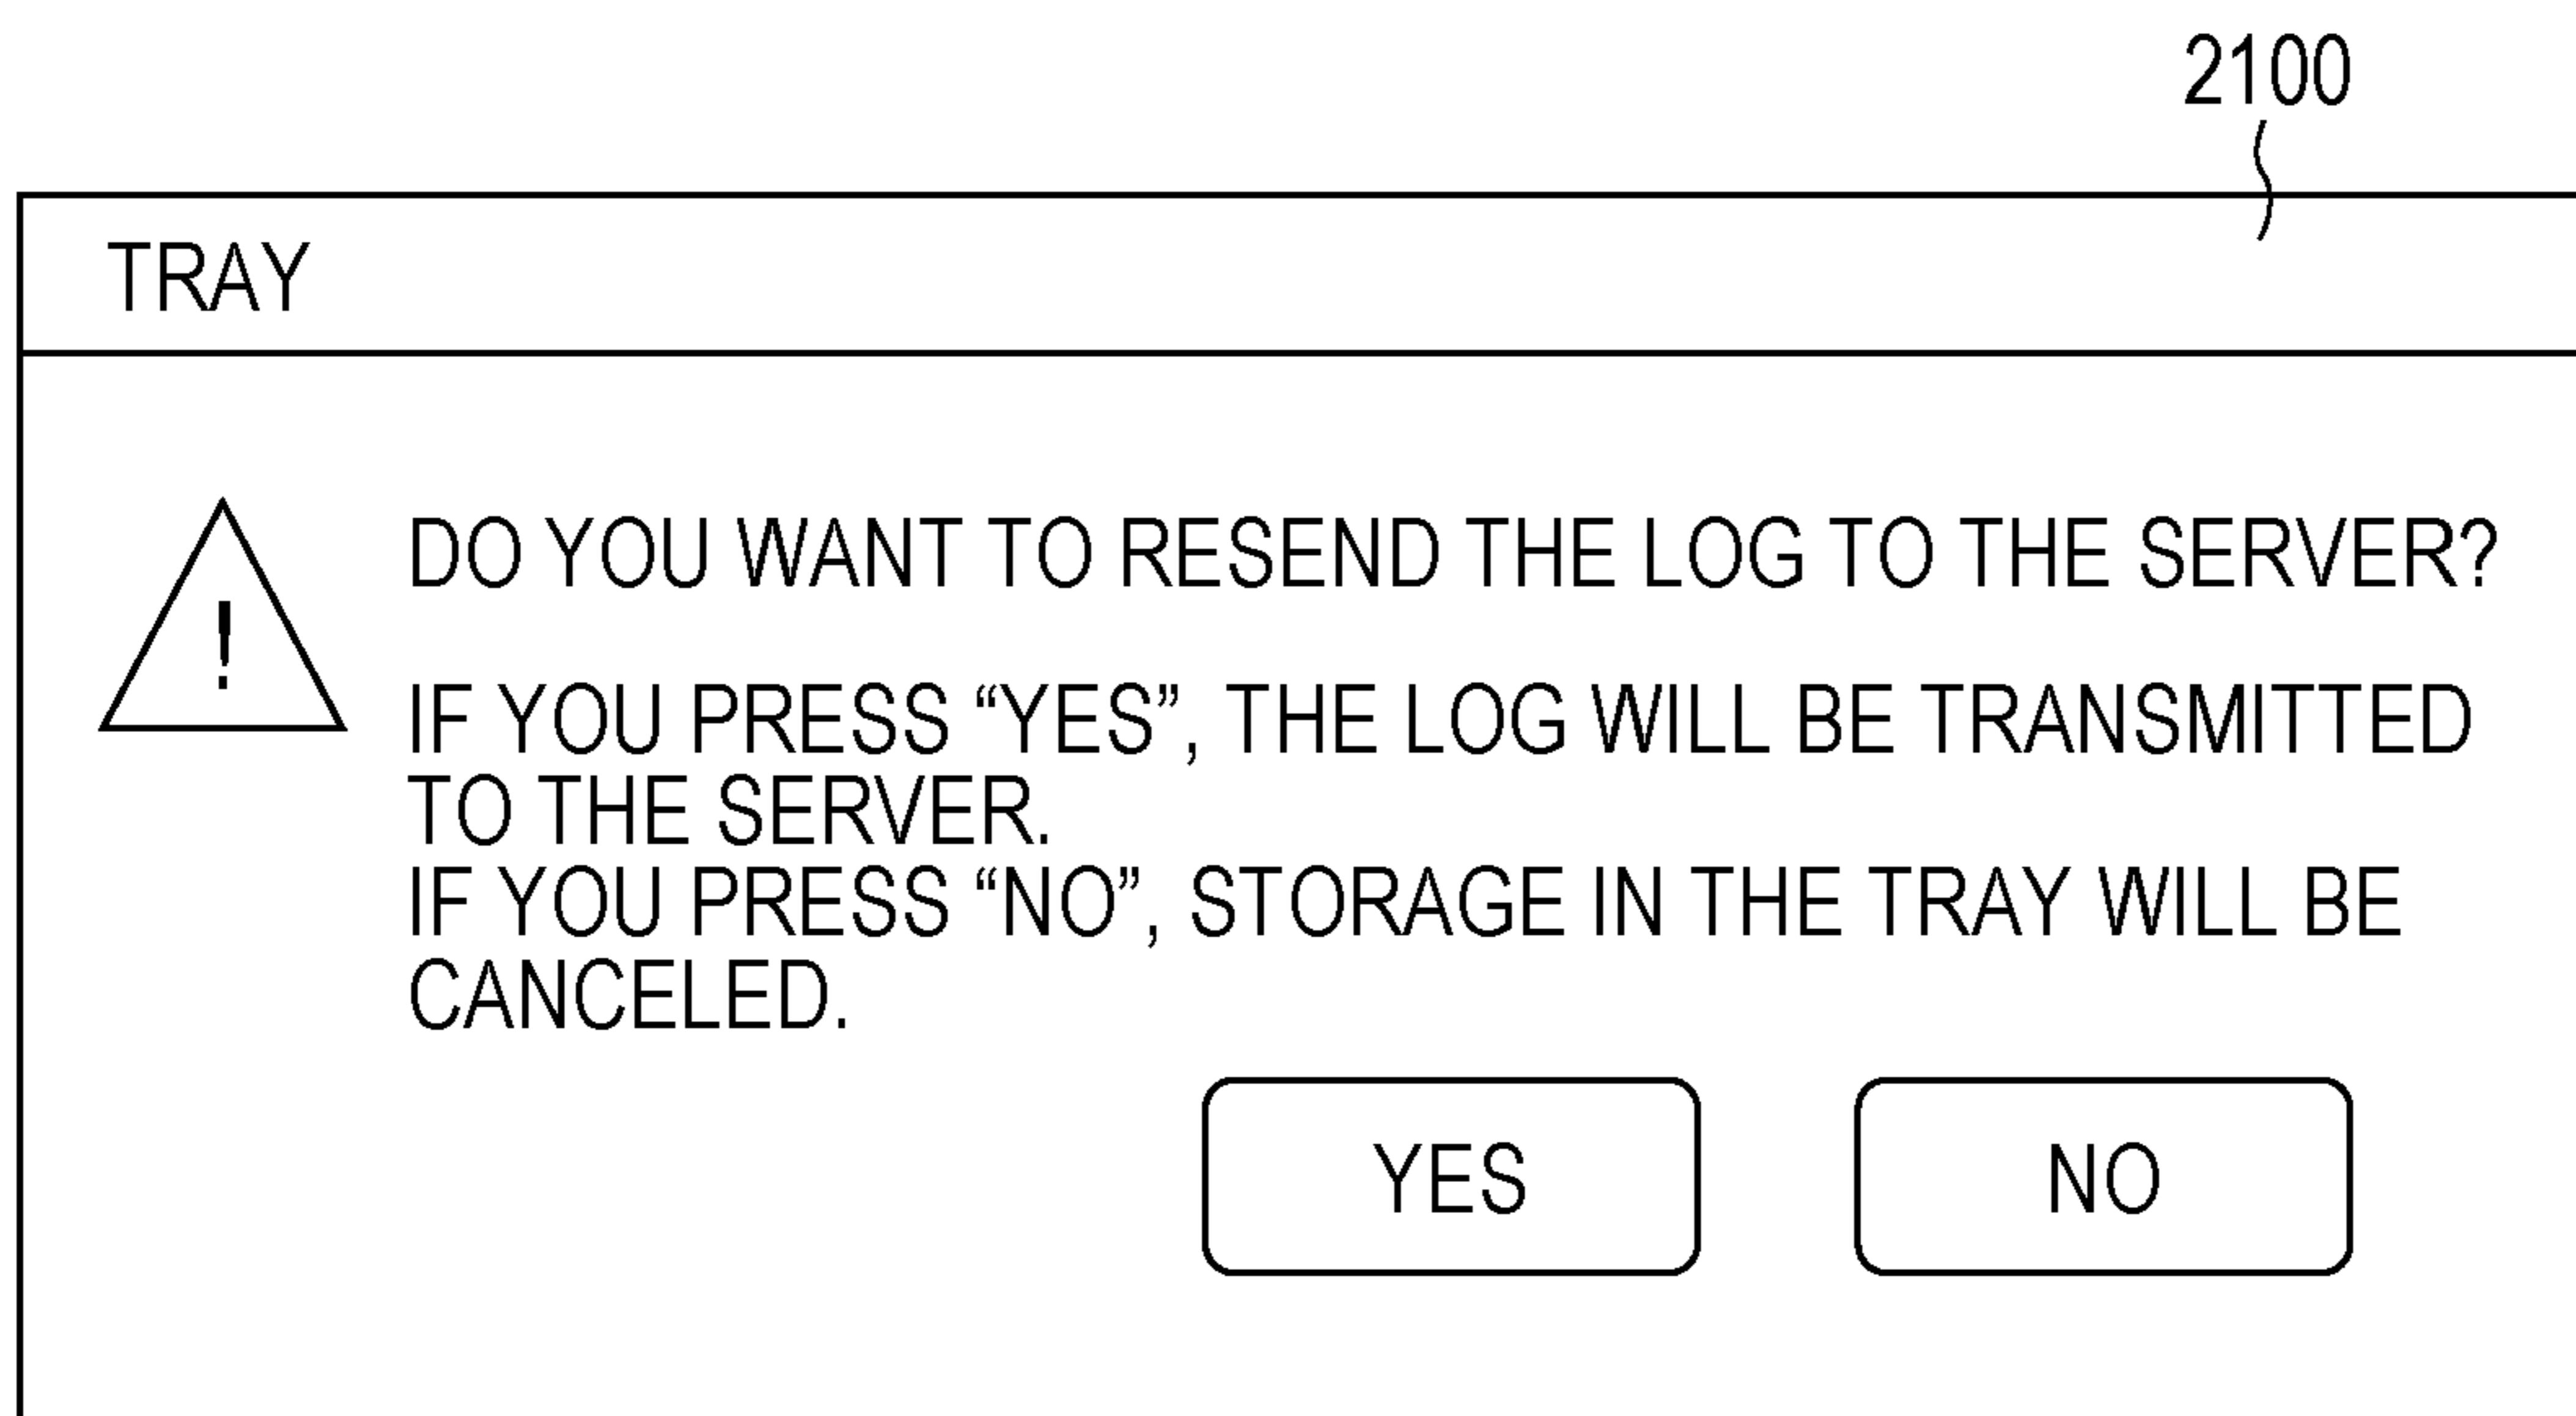 2100
TRAY
!
DO YOU WANT TO RESEND THE LOG TO THE SERVER?
IF YOU PRESS “YES”, THE LOG WILL BE TRANSMITTED
TO THE SERVER.
IF YOU PRESS “NO”, STORAGE IN THE TRAY WILL BE
CANCELED.
YES
NO